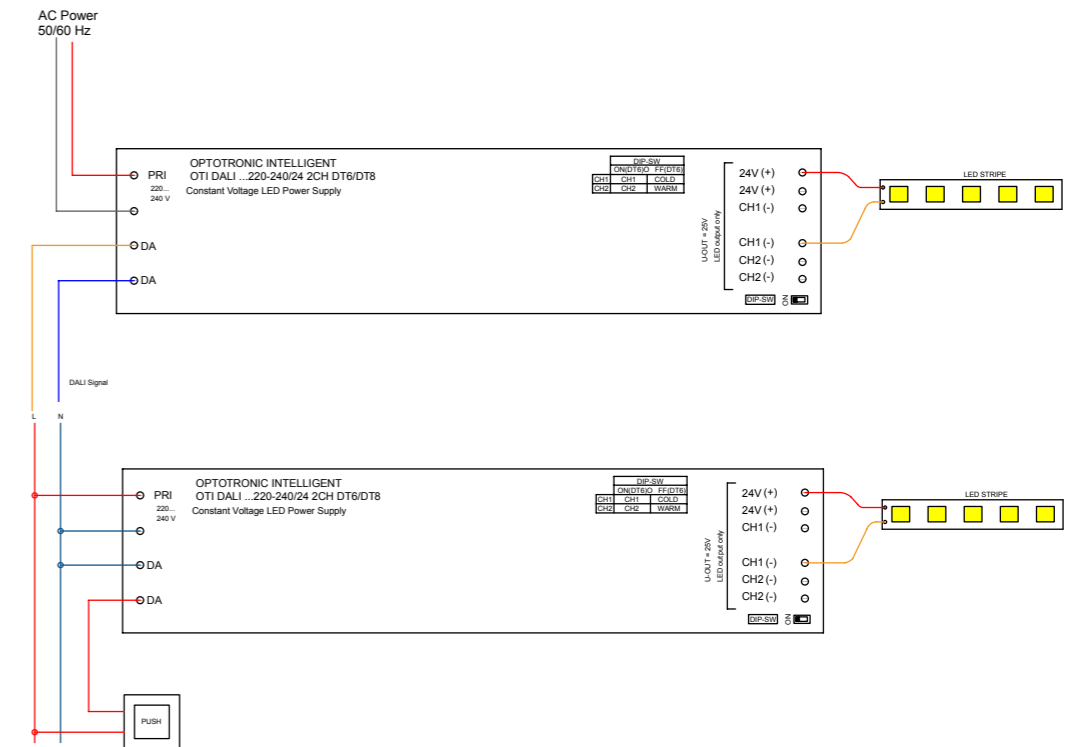 AC Power
50/60 Hz
OPTOTRONIC INTELLIGENT
OTI DALI ...220-240/24 2CH DT6/DT8
Constant Voltage LED Power Supply
PRI
220...
240 V
DA
DA
DIP-SW
ON(DT6)O FF(DT6)
CH1 CH1 COLD
CH2 CH2 WARM
U-OUT = 25V
LED output only
24V (+)
24V (+)
CH1 (-)
CH1 (-)
CH2 (-)
CH2 (-)
DIP-SW ON
LED STRIPE
DALI Signal
L N
OPTOTRONIC INTELLIGENT
OTI DALI ...220-240/24 2CH DT6/DT8
Constant Voltage LED Power Supply
PRI
220...
240 V
DA
DA
DIP-SW
ON(DT6)O FF(DT6)
CH1 CH1 COLD
CH2 CH2 WARM
U-OUT = 25V
LED output only
24V (+)
24V (+)
CH1 (-)
CH1 (-)
CH2 (-)
CH2 (-)
DIP-SW ON
LED STRIPE
PUSH